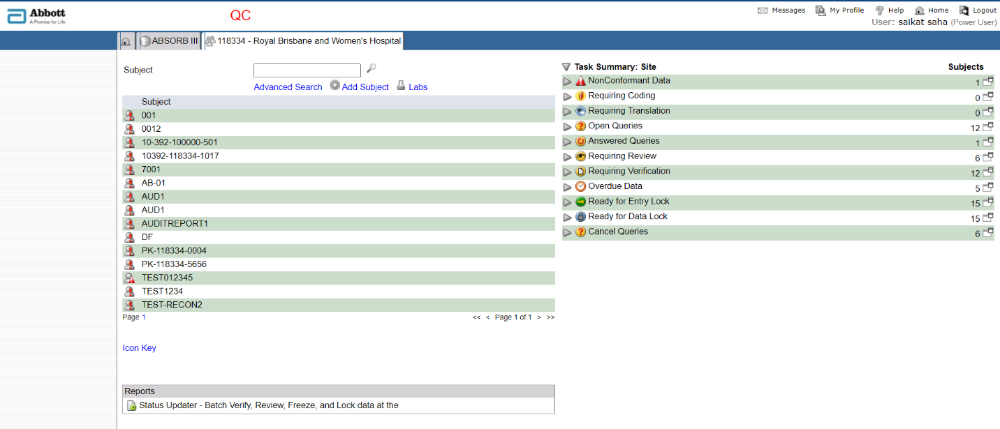 Abbott
A Promise for Life
QC
Messages My Profile Help Home Logout
User: saikat saha (Power User)
ABSORB III 118334 - Royal Brisbane and Women's Hospital
Subject
Advanced Search Add Subject Labs
Subject
001
0012
10-392-100000-501
10392-118334-1017
7001
AB-01
AUD1
AUD1
AUDITREPORT1
DF
PK-118334-0004
PK-118334-5656
TEST012345
TEST1234
TEST-RECON2
Page 1 << < Page 1 of 1 > >>
Icon Key
Reports
Status Updater - Batch Verify, Review, Freeze, and Lock data at the
Task Summary: Site Subjects
NonConformant Data 1
Requiring Coding 0
Requiring Translation 0
Open Queries 12
Answered Queries 1
Requiring Review 6
Requiring Verification 12
Overdue Data 5
Ready for Entry Lock 15
Ready for Data Lock 15
Cancel Queries 6